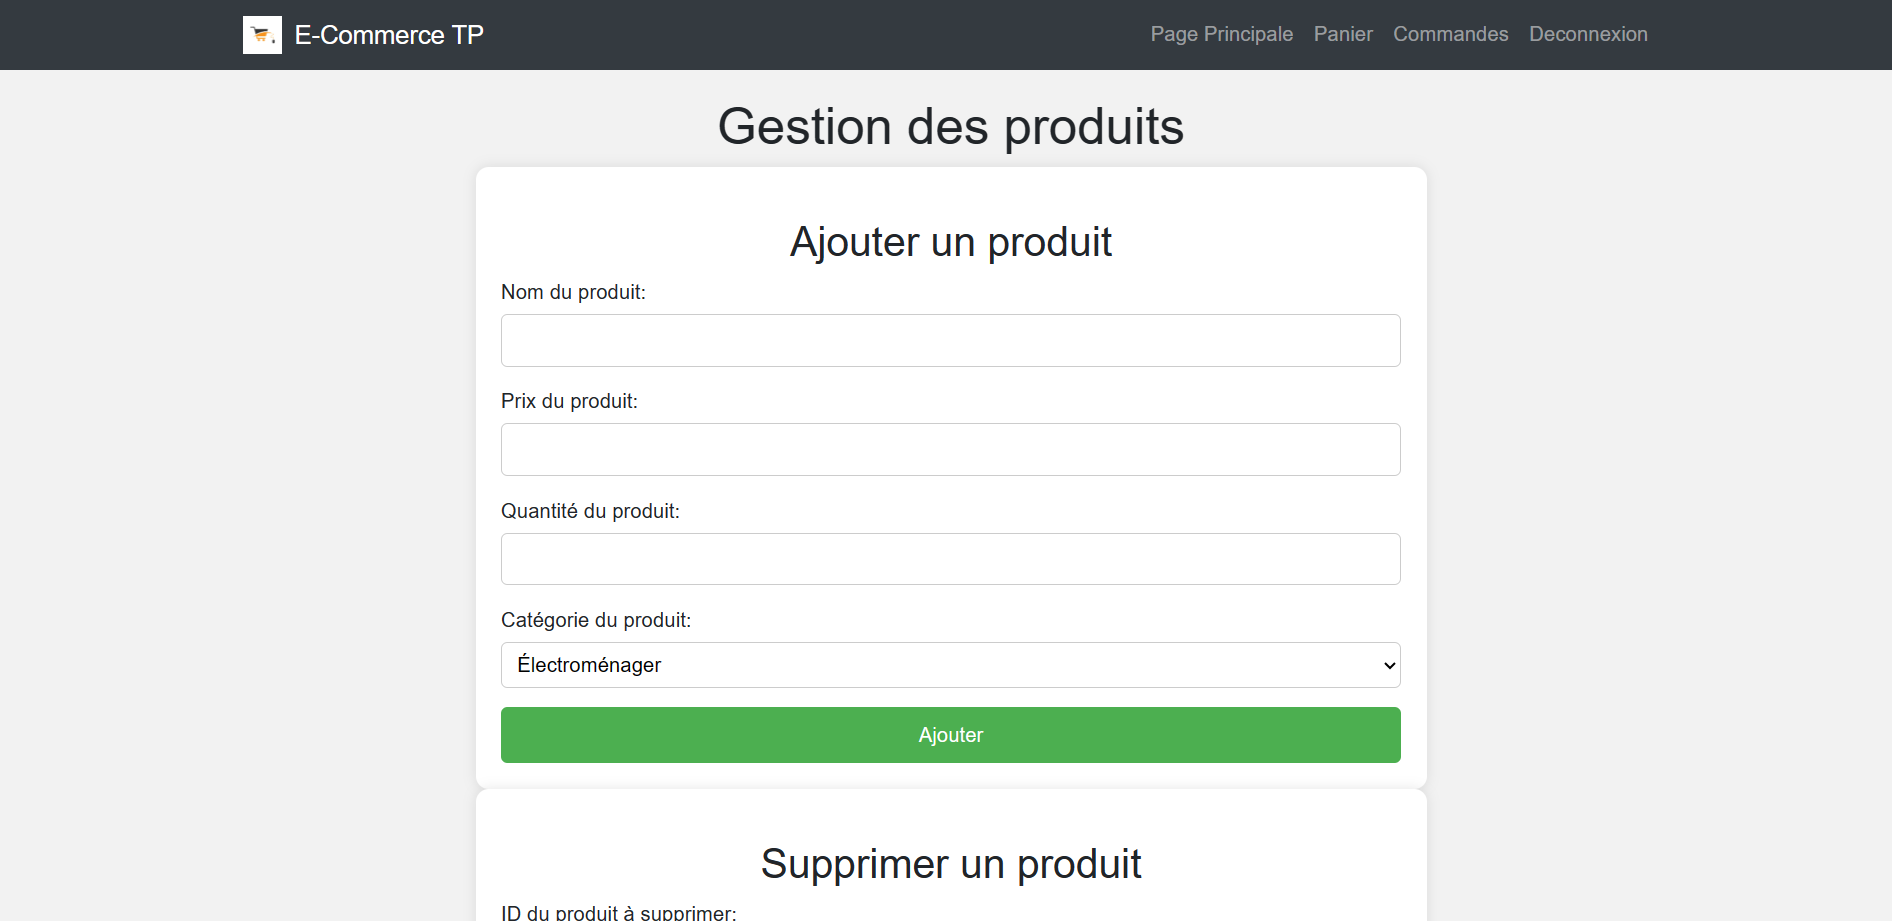 E-Commerce TP
Page Principale Panier Commandes Deconnexion
Gestion des produits
Ajouter un produit
Nom du produit:
Prix du produit:
Quantité du produit:
Catégorie du produit:
Électroménager
Ajouter
Supprimer un produit
ID du produit à supprimer: